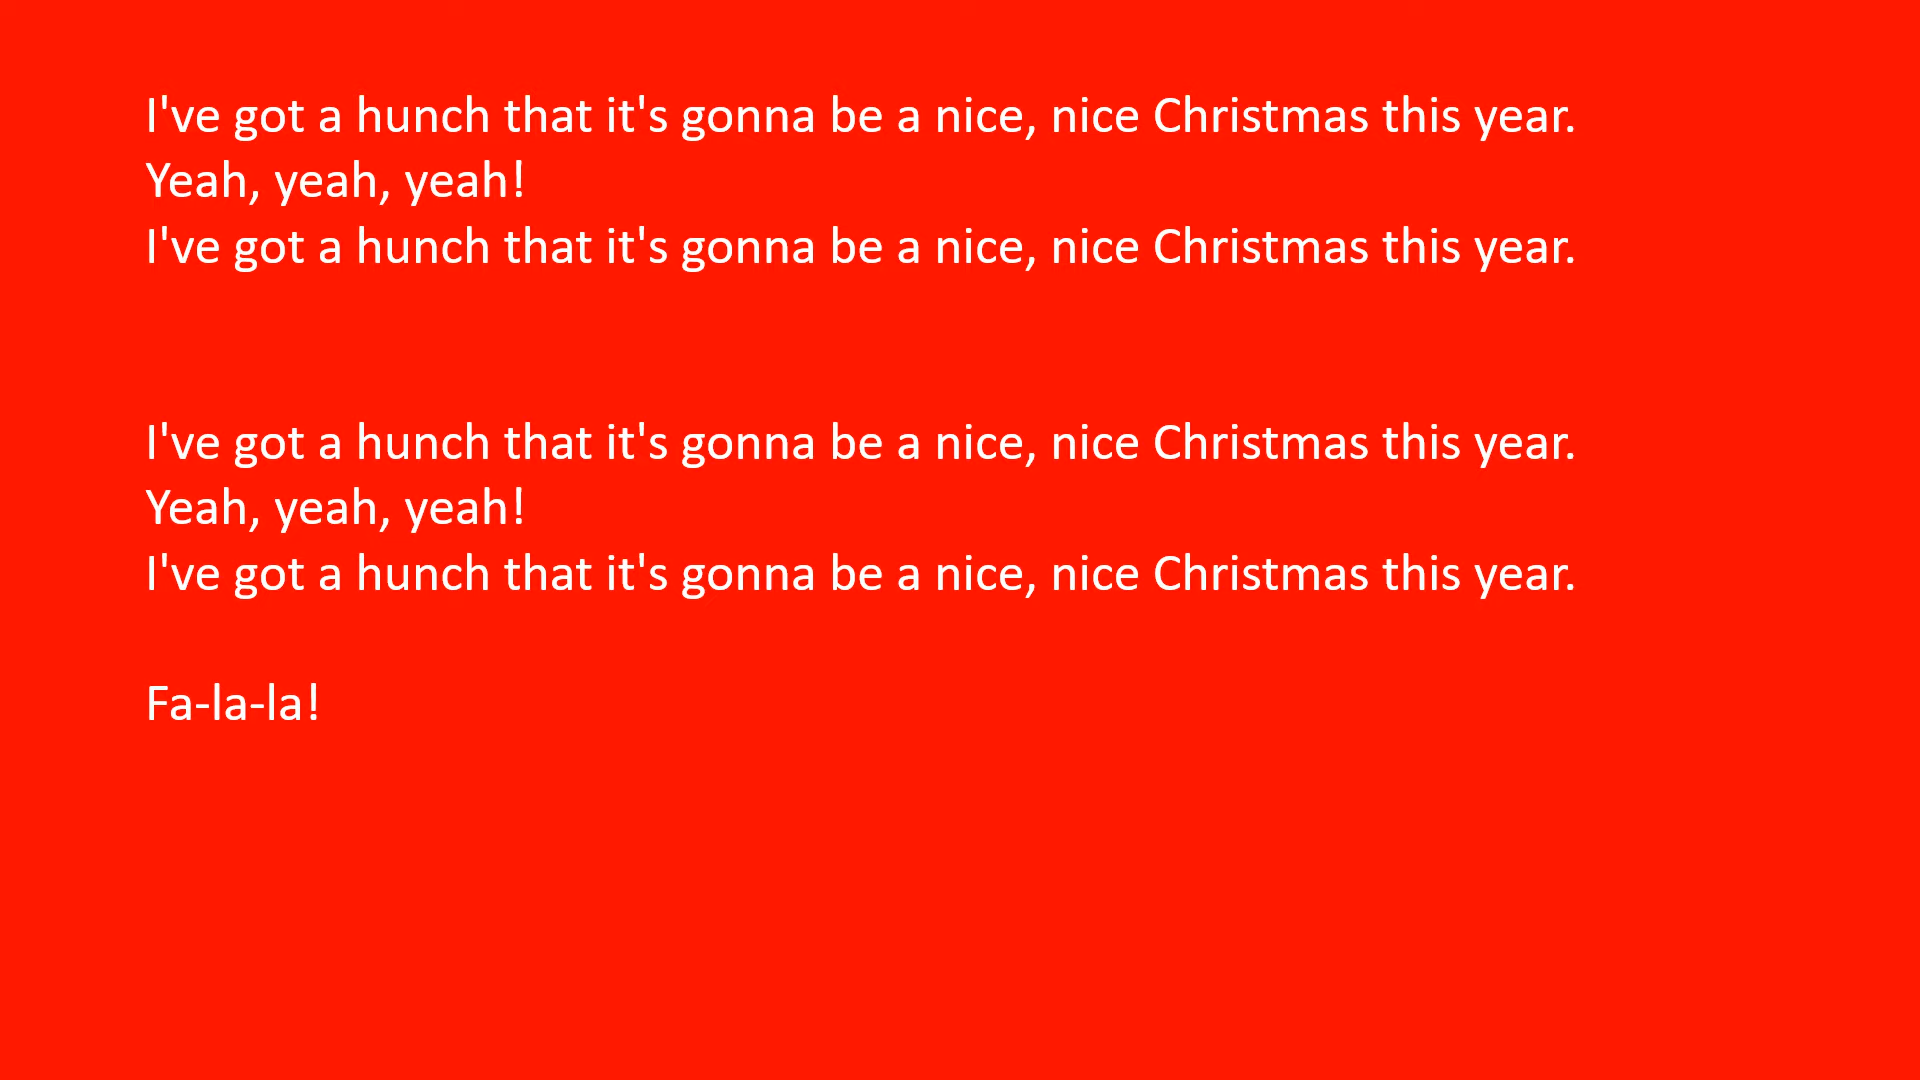 I've got a hunch that it's gonna be a nice, nice Christmas this year.
Yeah, yeah, yeah!
I've got a hunch that it's gonna be a nice, nice Christmas this year.
I've got a hunch that it's gonna be a nice, nice Christmas this year.
Yeah, yeah, yeah!
I've got a hunch that it's gonna be a nice, nice Christmas this year.
Fa-la-la!